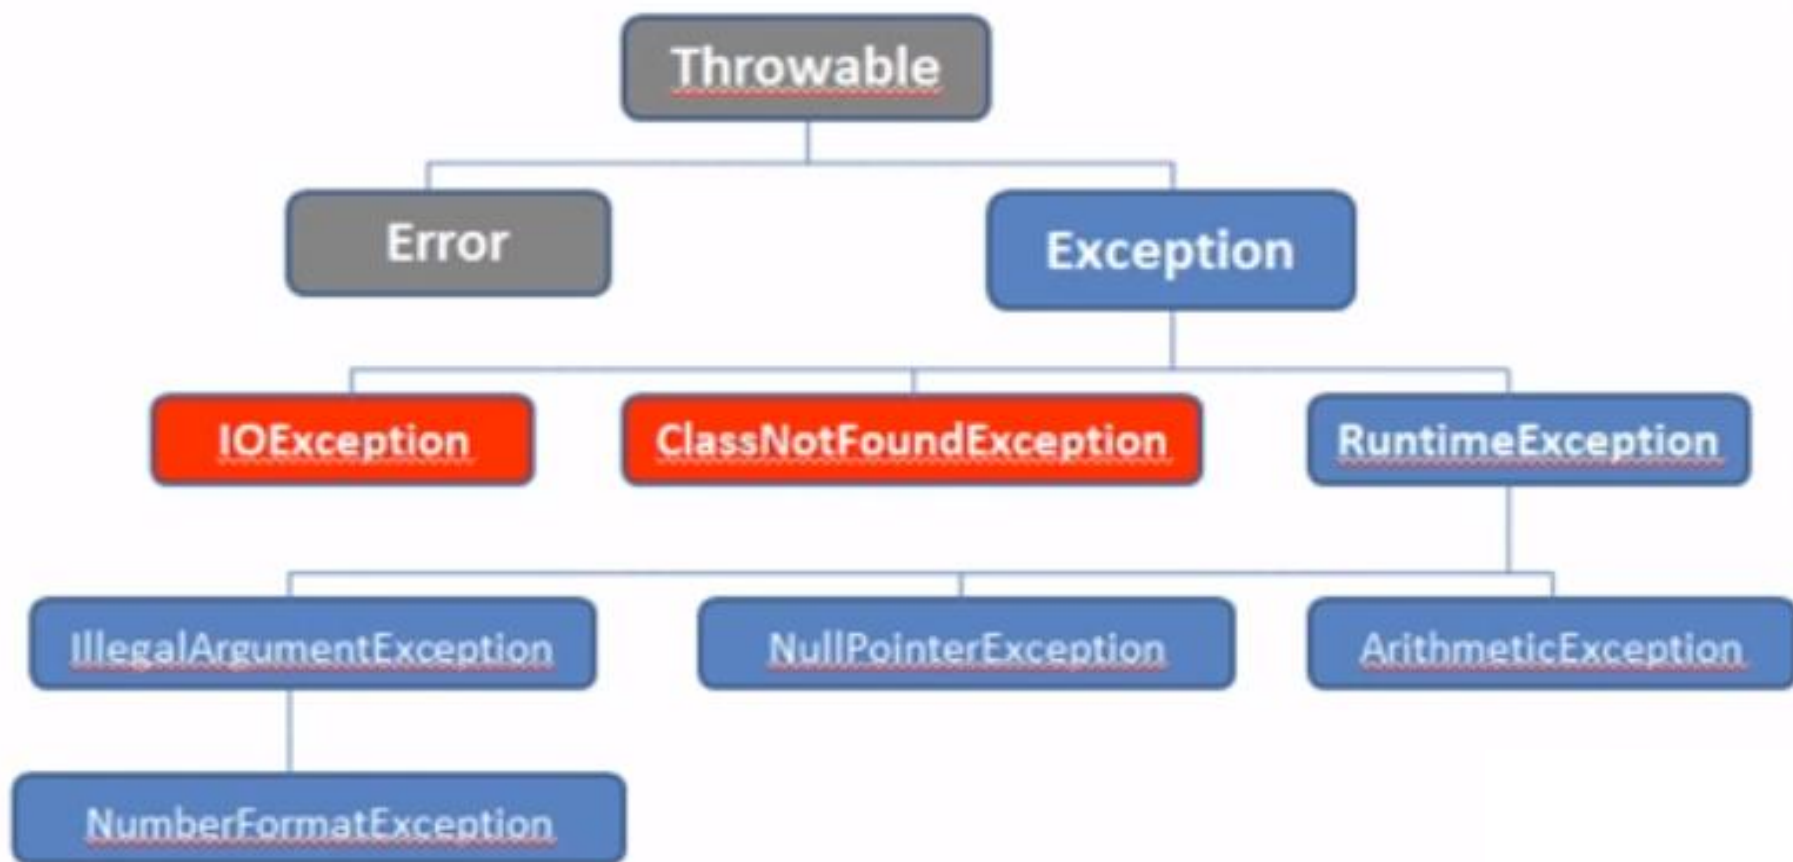 Throwable
Error
Exception
IOException
ClassNotFoundException
RuntimeException
IllegalArgumentException
NullPointerException
ArithmeticException
NumberFormatException